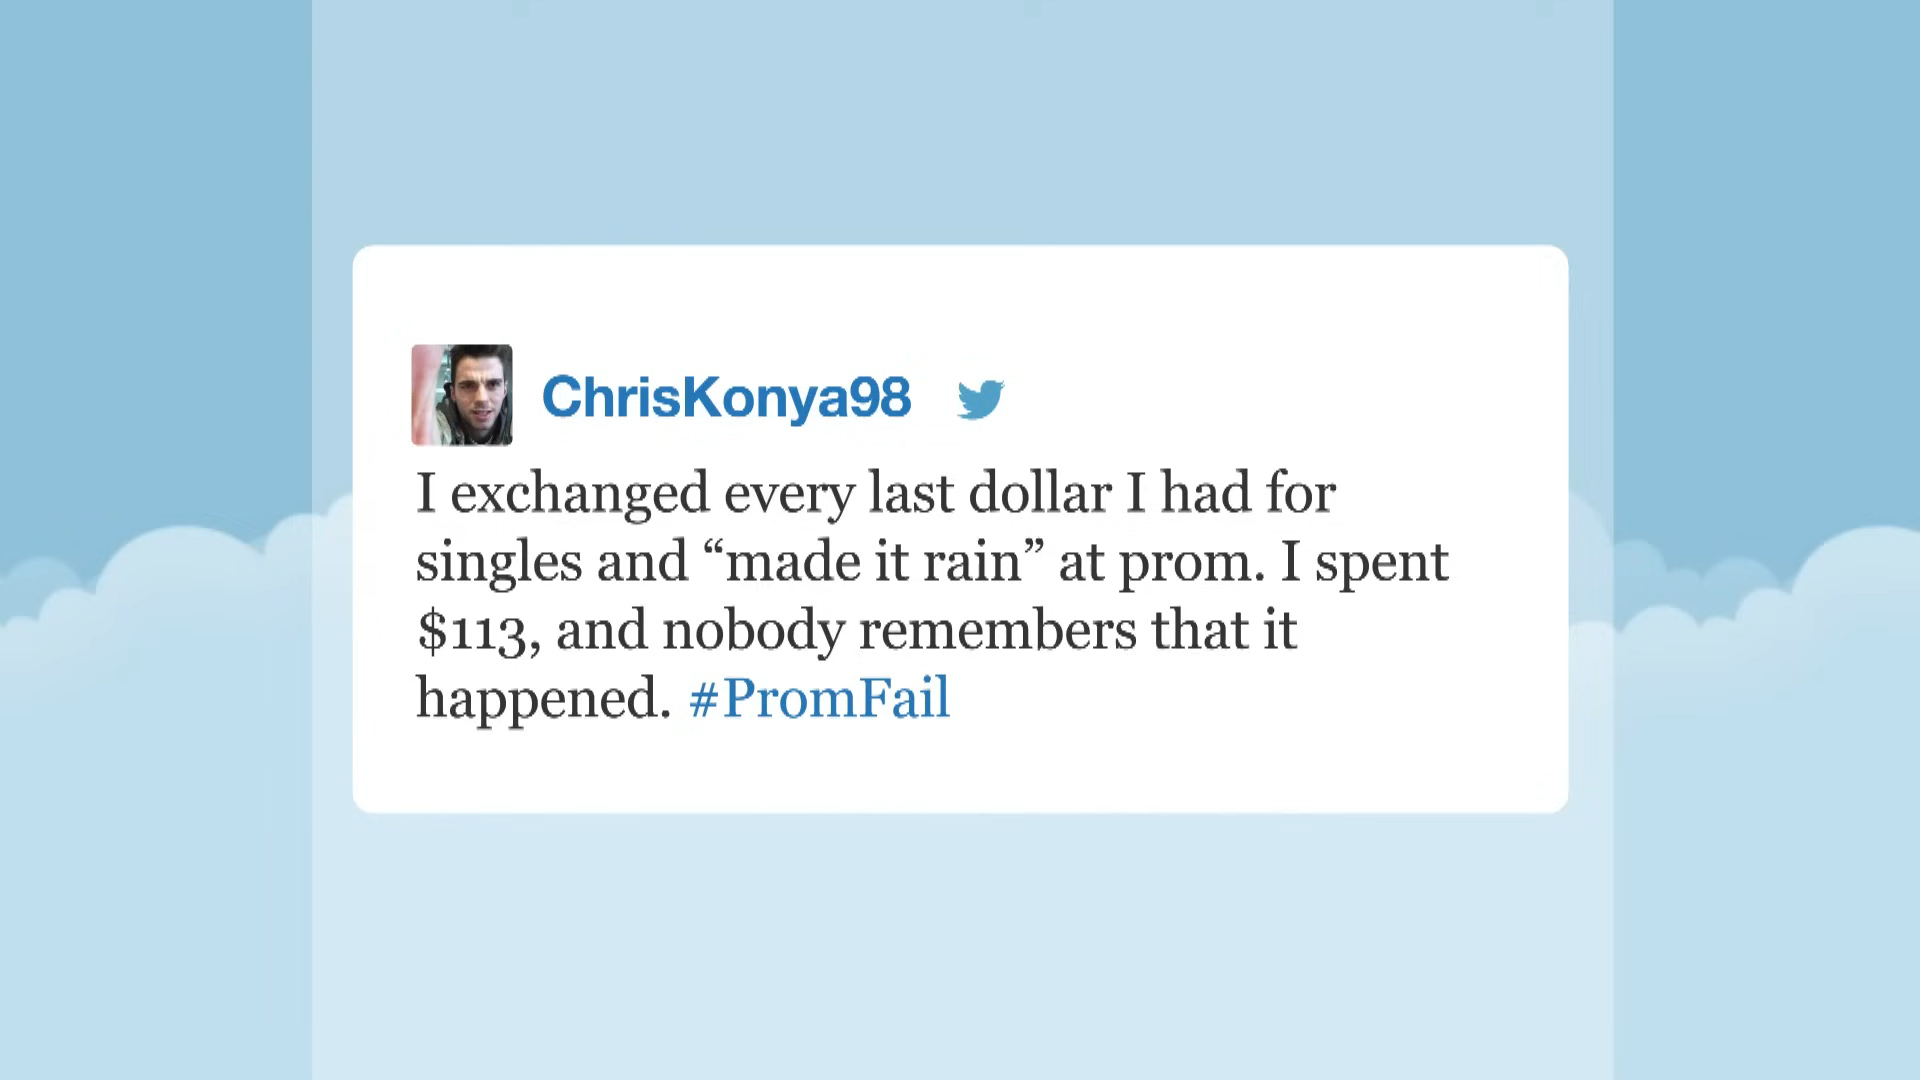 ChrisKonya98
I exchanged every last dollar I had for
singles and “made it rain” at prom. I spent
$113, and nobody remembers that it
happened. #PromFail